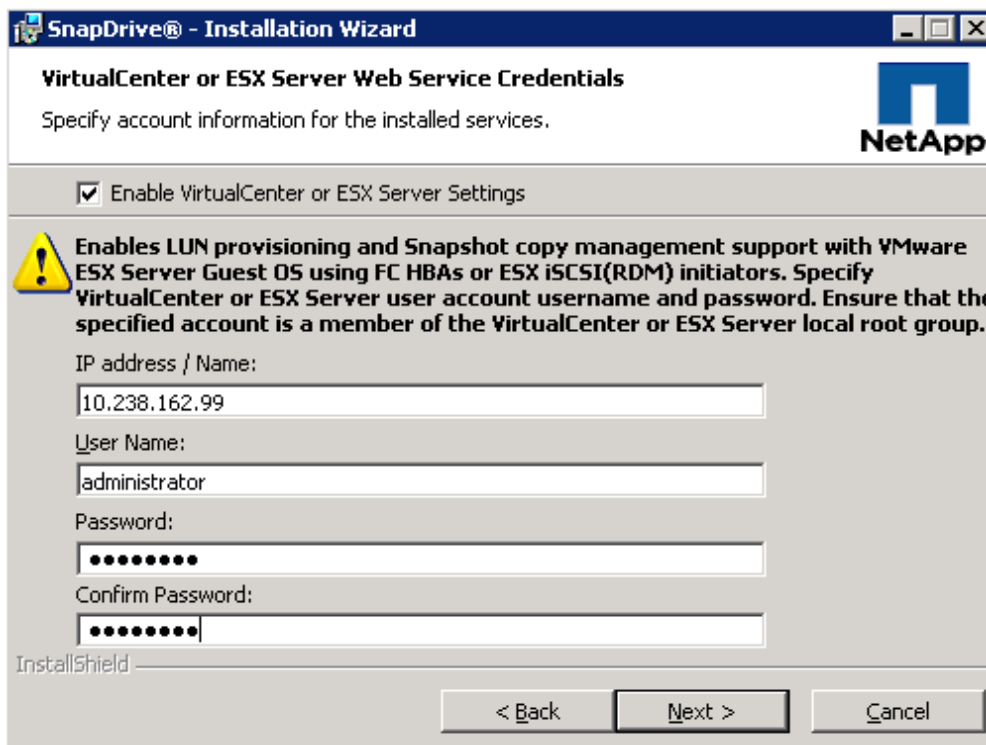 SnapDrive® - Installation Wizard
VirtualCenter or ESX Server Web Service Credentials
Specify account information for the installed services.
NetApp
Enable VirtualCenter or ESX Server Settings
Enables LUN provisioning and Snapshot copy management support with VMware
ESX Server Guest OS using FC HBAs or ESX iSCSI(RDM) initiators. Specify
VirtualCenter or ESX Server user account username and password. Ensure that the
specified account is a member of the VirtualCenter or ESX Server local root group.
IP address / Name:
10.238.162.99
User Name:
administrator
Password:
●●●●●●●●
Confirm Password:
●●●●●●●●
InstallShield
< Back
Next >
Cancel